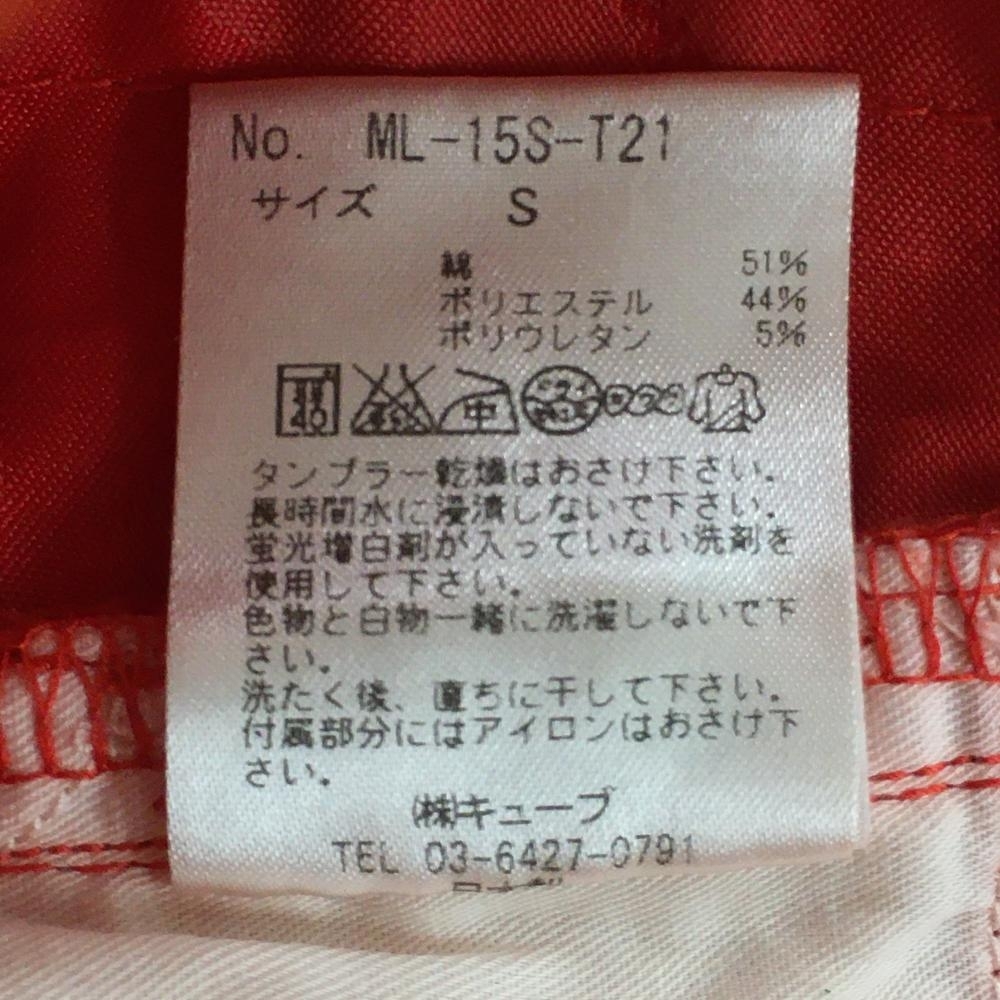 No. ML-15S-T21
サイズ S
綿 51%
ポリエステル 44%
ポリウレタン 5%
40 中
タンブラー乾燥はおさけ下さい。
長時間水に浸漬しないで下さい。
蛍光増白剤が入っていない洗剤を
使用して下さい。
色物と白物一緒に洗濯しないで下
さい。
洗たく後、直ちに干して下さい。
付属部分にはアイロンはおさけ下
さい。
(株)キューブ
TEL 03-6427-0791